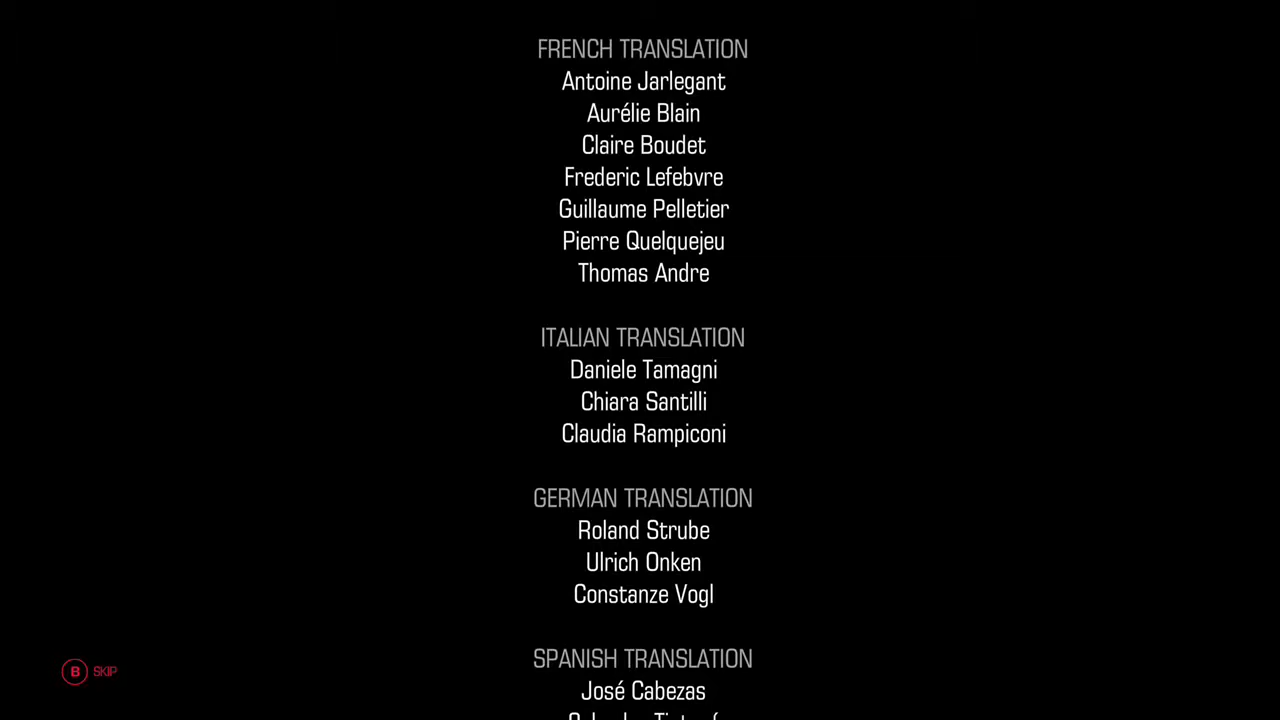 FRENCH TRANSLATION
Antoine Jarlegant
Aurélie Blain
Claire Boudet
Frederic Lefebvre
Guillaume Pelletier
Pierre Quelquejeu
Thomas Andre
ITALIAN TRANSLATION
Daniele Tamagni
Chiara Santilli
Claudia Rampiconi
GERMAN TRANSLATION
Roland Strube
Ulrich Onken
Constanze Vogl
SPANISH TRANSLATION
B SKIP
José Cabezas